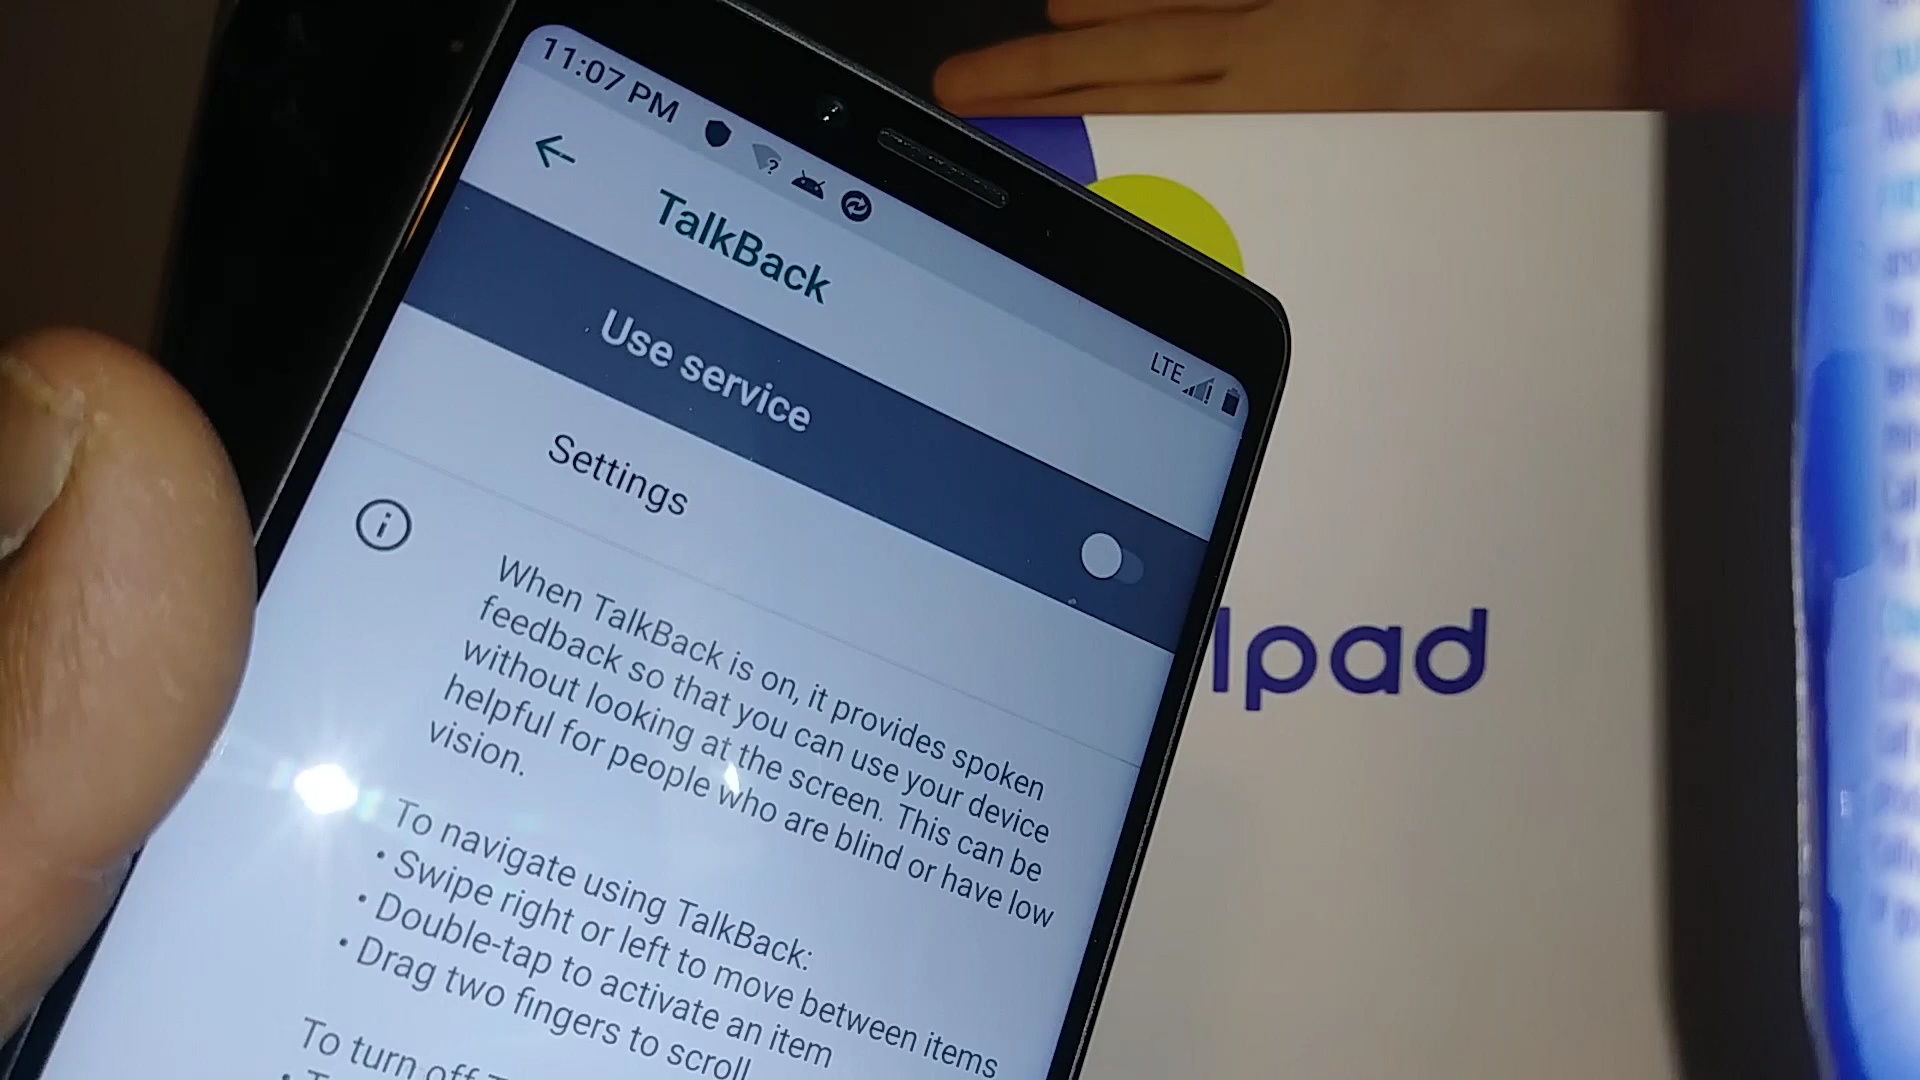 11:07 PM
LTE
TalkBack
Use service
Settings
When TalkBack is on, it provides spoken
feedback so that you can use your device
without looking at the screen. This can be
helpful for people who are blind or have low
vision.
To navigate using TalkBack:
• Swipe right or left to move between items
• Double-tap to activate an item
• Drag two fingers to scroll
To turn off
lpad